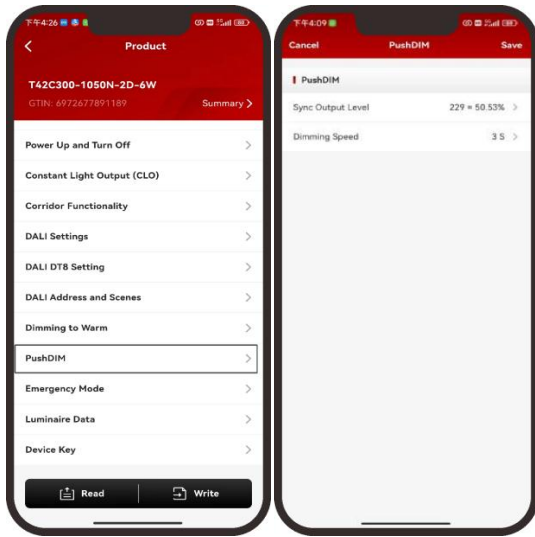 下午4:26
Product
T42C300-1050N-2D-6W
GTIN: 6972677891189
Summary >
Power Up and Turn Off
Constant Light Output (CLO)
Corridor Functionality
DALI Settings
DALI DT8 Setting
DALI Address and Scenes
Dimming to Warm
PushDIM
Emergency Mode
Luminaire Data
Device Key
Read
Write
下午4:09
Cancel PushDIM Save
PushDIM
Sync Output Level 229 = 50.53% >
Dimming Speed 3 S >